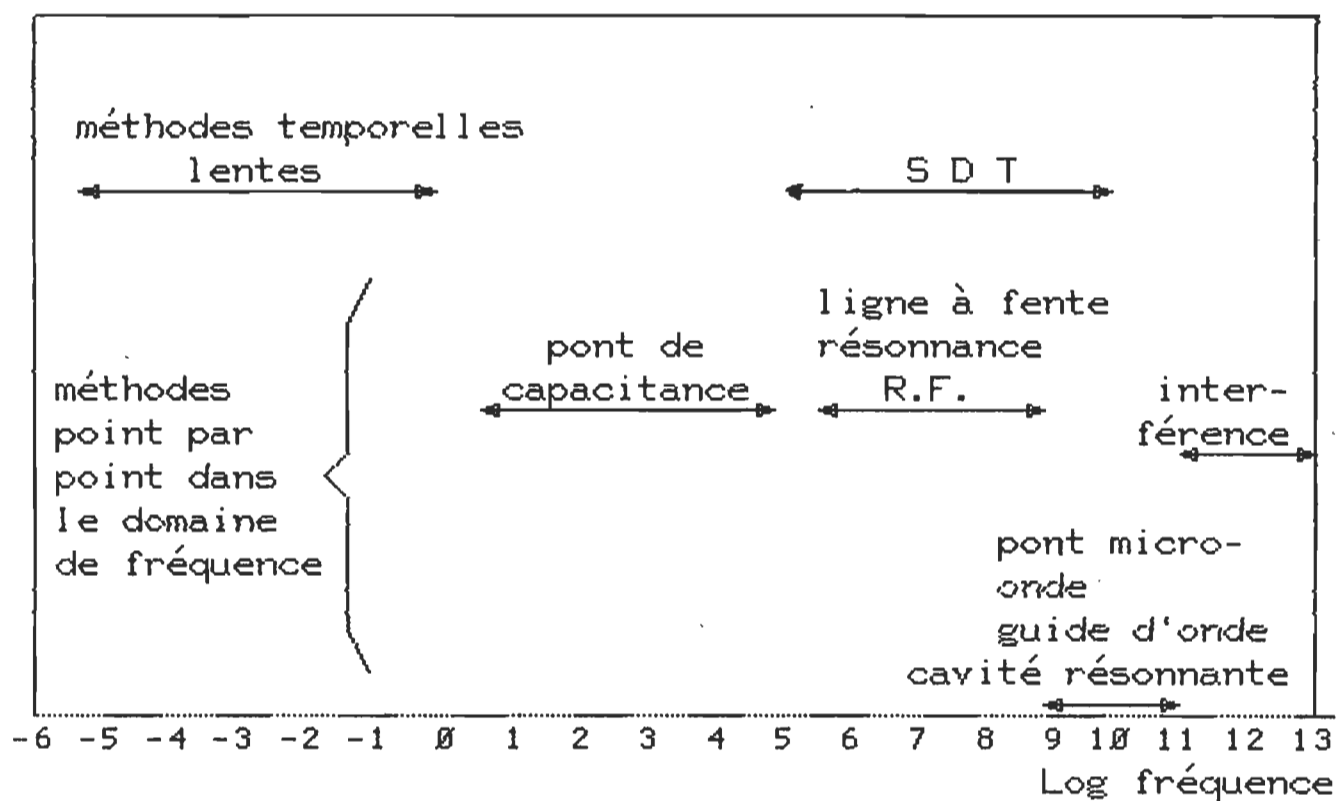 méthodes temporelles
lentes
S D T
ligne à fente
résonnance
R.F.
pont de
capacitance
inter-
férence
méthodes
point par
point dans
le domaine
de fréquence
pont micro-
onde
guide d'onde
cavité résonnante
-6 -5 -4 -3 -2 -1 0 1 2 3 4 5 6 7 8 9 10 11 12 13
Log fréquence